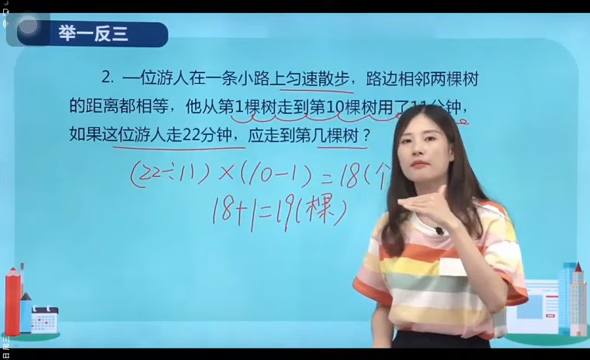 举一反三
2. 一位游人在一条小路上匀速散步，路边相邻两棵树
的距离都相等，他从第1棵树走到第10棵树用了11分钟，
如果这位游人走22分钟，应走到第几棵树？
(22÷11)×(10-1)=18(个
18+1=19(棵)